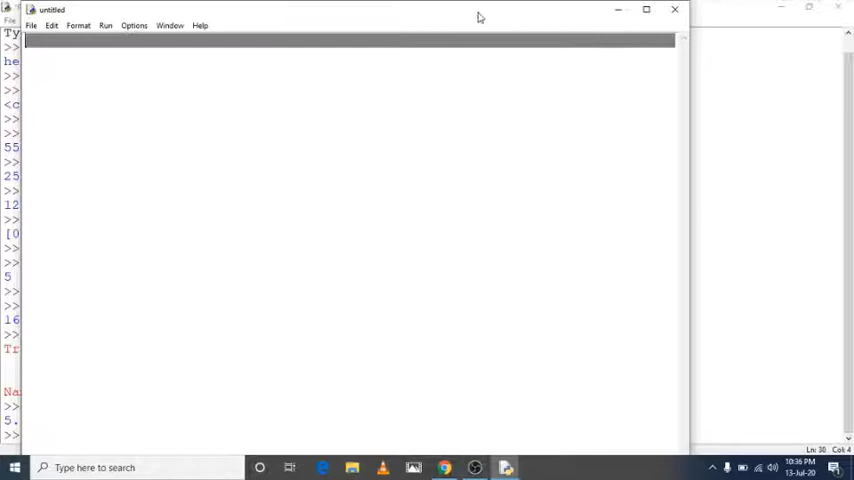 untitled
File Edit Format Run Options Window Help
File
Ty
>>
he
>>
>>
<c
>>
>>
55
>>
25
>>
12
>>
[0
>>
>>
5
>>
>>
16
>>
Tr
Na
>>
5.
>>
Ln: 30 Col: 4
Type here to search
10:36 PM
13-Jul-20